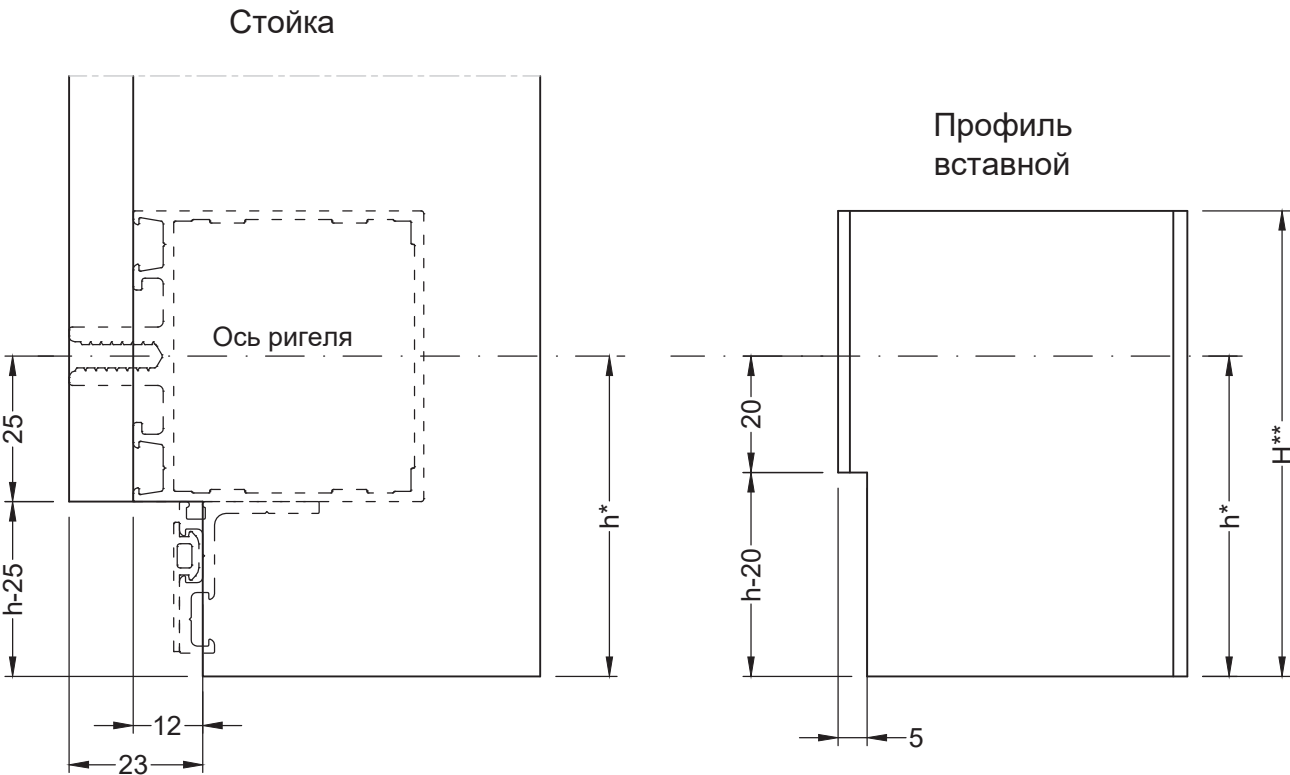 Стойка
Профиль
вставной
Ось ригеля
25
h-25
h*
12
23
20
h-20
h*
H**
5